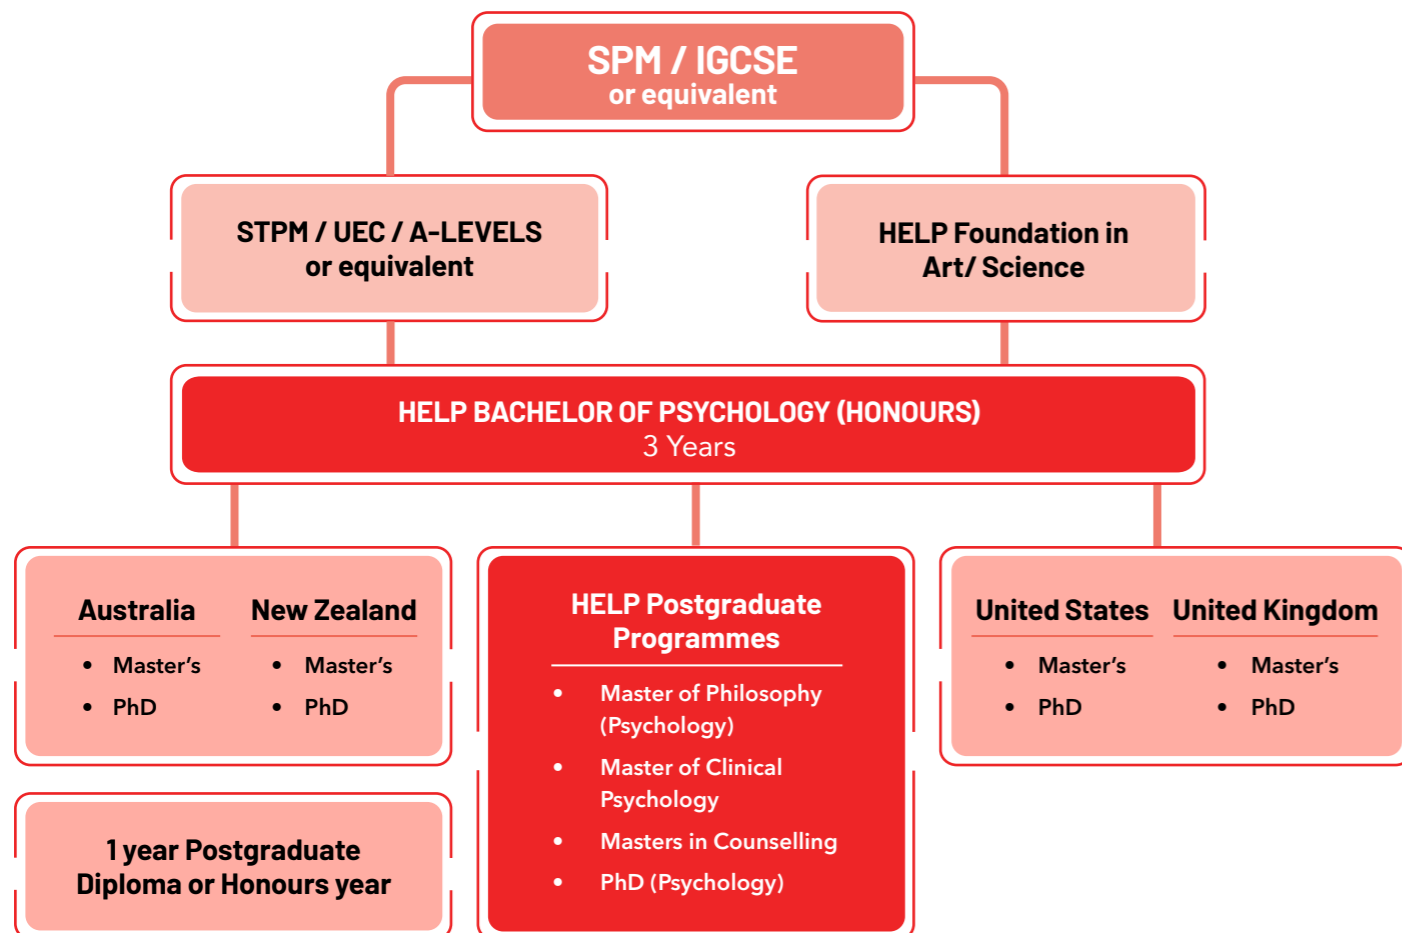 SPM / IGCSE
or equivalent
STPM / UEC / A-LEVELS
or equivalent
HELP Foundation in
Art/ Science
HELP BACHELOR OF PSYCHOLOGY (HONOURS)
3 Years
Australia
• Master's
• PhD
New Zealand
• Master's
• PhD
1 year Postgraduate
Diploma or Honours year
HELP Postgraduate
Programmes
• Master of Philosophy
(Psychology)
• Master of Clinical
Psychology
• Masters in Counselling
• PhD (Psychology)
United States
• Master's
• PhD
United Kingdom
• Master's
• PhD